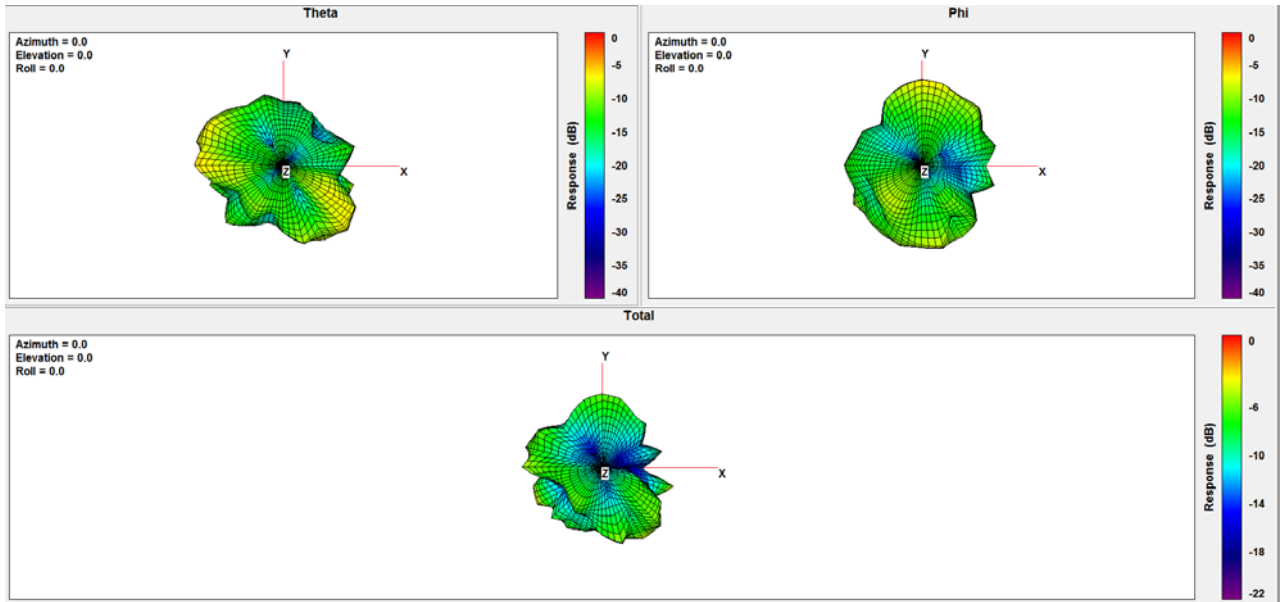 Theta
Azimuth = 0.0
Elevation = 0.0
Roll = 0.0
Y
X
Z
0
-5
-10
-15
-20
-25
-30
-35
-40
Response (dB)
Phi
Azimuth = 0.0
Elevation = 0.0
Roll = 0.0
Y
X
Z
0
-5
-10
-15
-20
-25
-30
-35
-40
Response (dB)
Total
Azimuth = 0.0
Elevation = 0.0
Roll = 0.0
Y
X
Z
0
-6
-10
-14
-18
-22
Response (dB)